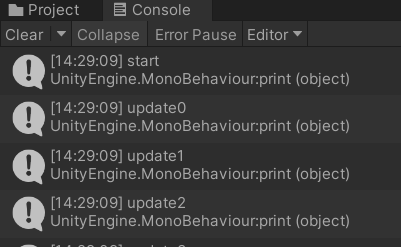 Project Console
Clear Collapse Error Pause Editor
[14:29:09] start
UnityEngine.MonoBehaviour:print (object)
[14:29:09] update0
UnityEngine.MonoBehaviour:print (object)
[14:29:09] update1
UnityEngine.MonoBehaviour:print (object)
[14:29:09] update2
UnityEngine.MonoBehaviour:print (object)